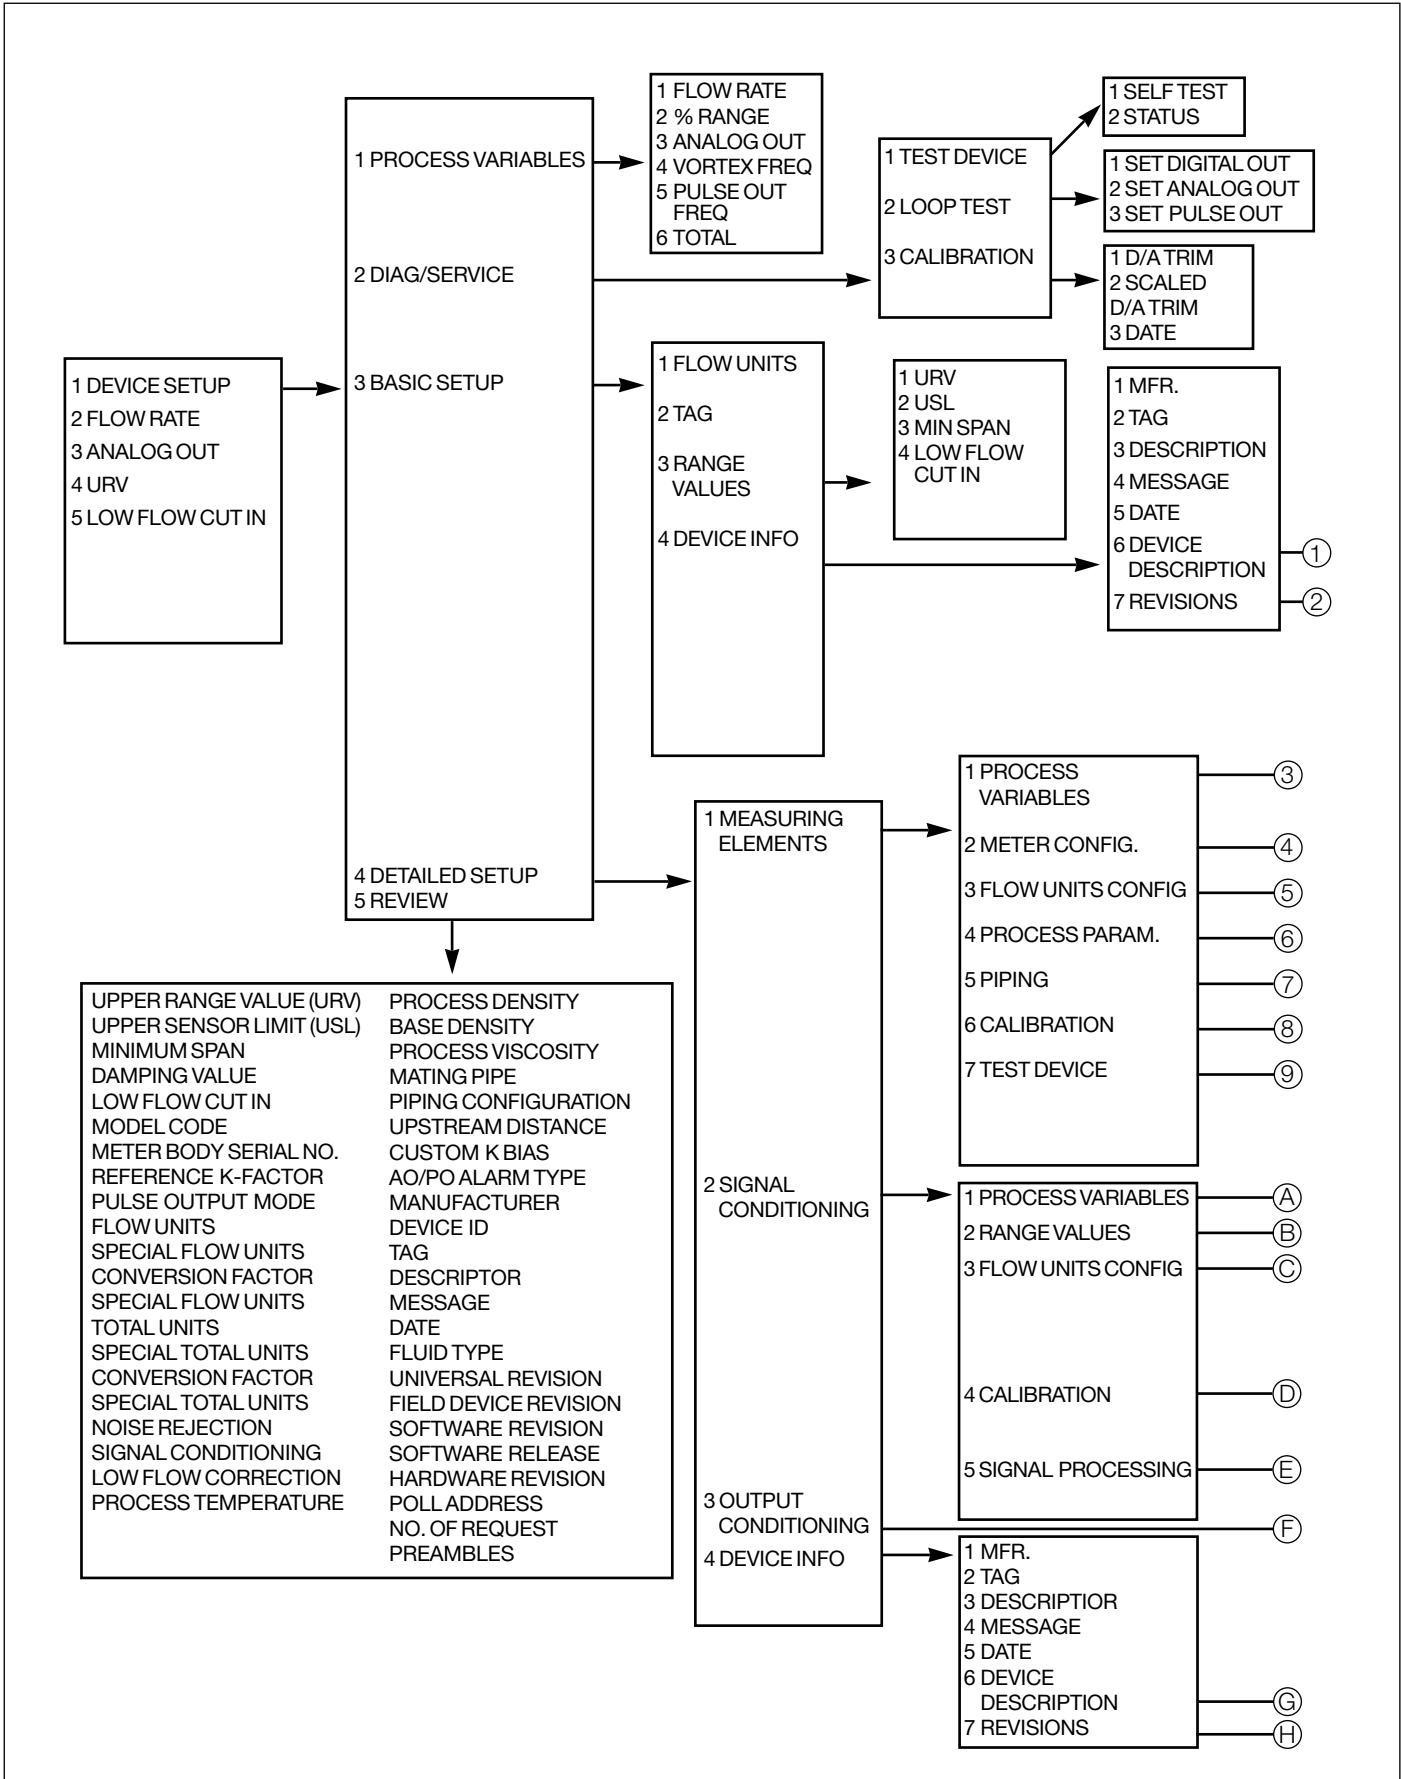 1 DEVICE SETUP
2 FLOW RATE
3 ANALOG OUT
4 URV
5 LOW FLOW CUT IN
1 PROCESS VARIABLES
2 DIAG/SERVICE
3 BASIC SETUP
4 DETAILED SETUP
5 REVIEW
1 FLOW RATE
2 % RANGE
3 ANALOG OUT
4 VORTEX FREQ
5 PULSE OUT
FREQ
6 TOTAL
1 TEST DEVICE
2 LOOP TEST
3 CALIBRATION
1 SELF TEST
2 STATUS
1 SET DIGITAL OUT
2 SET ANALOG OUT
3 SET PULSE OUT
1 D/A TRIM
2 SCALED
D/A TRIM
3 DATE
1 FLOW UNITS
2 TAG
3 RANGE
VALUES
4 DEVICE INFO
1 URV
2 USL
3 MIN SPAN
4 LOW FLOW
CUT IN
1 MFR.
2 TAG
3 DESCRIPTION
4 MESSAGE
5 DATE
6 DEVICE
DESCRIPTION
1
7 REVISIONS
2
1 MEASURING
ELEMENTS
2 SIGNAL
CONDITIONING
3 OUTPUT
CONDITIONING
F
4 DEVICE INFO
1 PROCESS
VARIABLES
3
2 METER CONFIG.
4
3 FLOW UNITS CONFIG
5
4 PROCESS PARAM.
6
5 PIPING
7
6 CALIBRATION
8
7 TEST DEVICE
9
1 PROCESS VARIABLES
A
2 RANGE VALUES
B
3 FLOW UNITS CONFIG
C
4 CALIBRATION
D
5 SIGNAL PROCESSING
E
1 MFR.
2 TAG
3 DESCRIPTIOR
4 MESSAGE
5 DATE
6 DEVICE
DESCRIPTION
G
7 REVISIONS
H
UPPER RANGE VALUE (URV)
UPPER SENSOR LIMIT (USL)
MINIMUM SPAN
DAMPING VALUE
LOW FLOW CUT IN
MODEL CODE
METER BODY SERIAL NO.
REFERENCE K-FACTOR
PULSE OUTPUT MODE
FLOW UNITS
SPECIAL FLOW UNITS
CONVERSION FACTOR
SPECIAL FLOW UNITS
TOTAL UNITS
SPECIAL TOTAL UNITS
CONVERSION FACTOR
SPECIAL TOTAL UNITS
NOISE REJECTION
SIGNAL CONDITIONING
LOW FLOW CORRECTION
PROCESS TEMPERATURE
PROCESS DENSITY
BASE DENSITY
PROCESS VISCOSITY
MATING PIPE
PIPING CONFIGURATION
UPSTREAM DISTANCE
CUSTOM K BIAS
AO/PO ALARM TYPE
MANUFACTURER
DEVICE ID
TAG
DESCRIPTOR
MESSAGE
DATE
FLUID TYPE
UNIVERSAL REVISION
FIELD DEVICE REVISION
SOFTWARE REVISION
SOFTWARE RELEASE
HARDWARE REVISION
POLL ADDRESS
NO. OF REQUEST
PREAMBLES